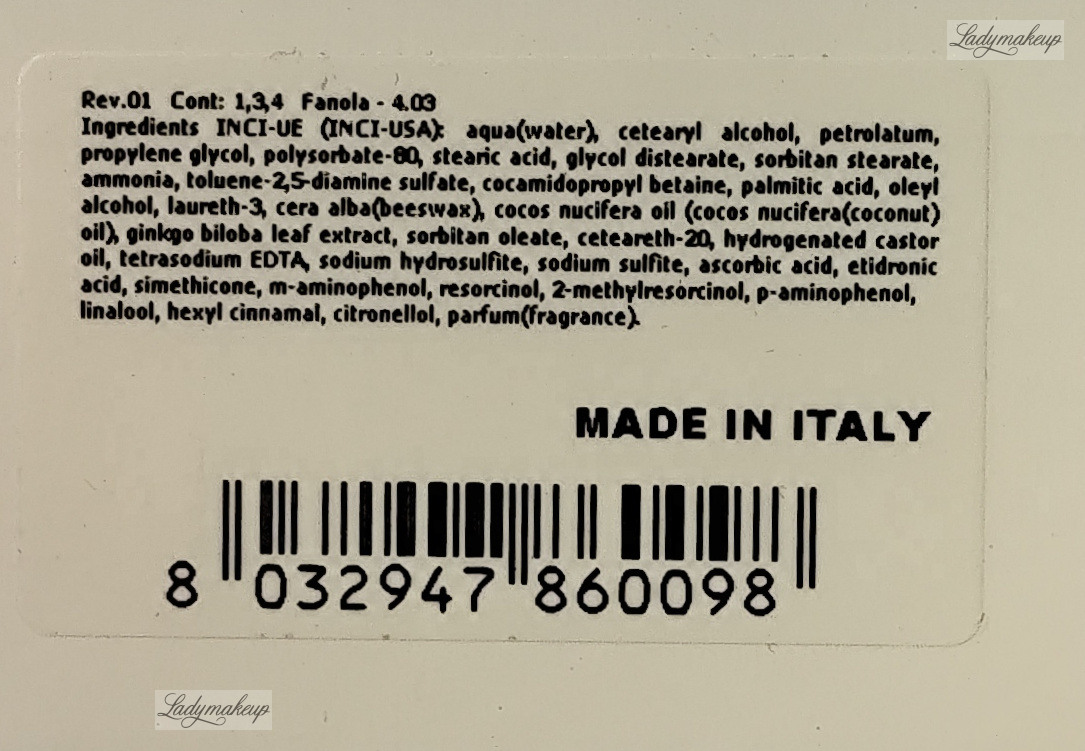 Ladymakeup
Rev.01 Cont: 1,3,4 Fanola - 4.03
Ingredients INCI-UE (INCI-USA): aqua(water), cetearyl alcohol, petrolatum,
propylene glycol, polysorbate-80, stearic acid, glycol distearate, sorbitan stearate,
ammonia, toluene-2,5-diamine sulfate, cocamidopropyl betaine, palmitic acid, oleyl
alcohol, laureth-3, cera alba(beeswax), cocos nucifera oil (cocos nucifera(coconut)
oil), ginkgo biloba leaf extract, sorbitan oleate, ceteareth-20, hydrogenated castor
oil, tetrasodium EDTA, sodium hydrosulfite, sodium sulfite, ascorbic acid, etidronic
acid, simethicone, m-aminophenol, resorcinol, 2-methylresorcinol, p-aminophenol,
linalool, hexyl cinnamal, citronellol, parfum(fragrance).
MADE IN ITALY
8 032947 860098
Ladymakeup